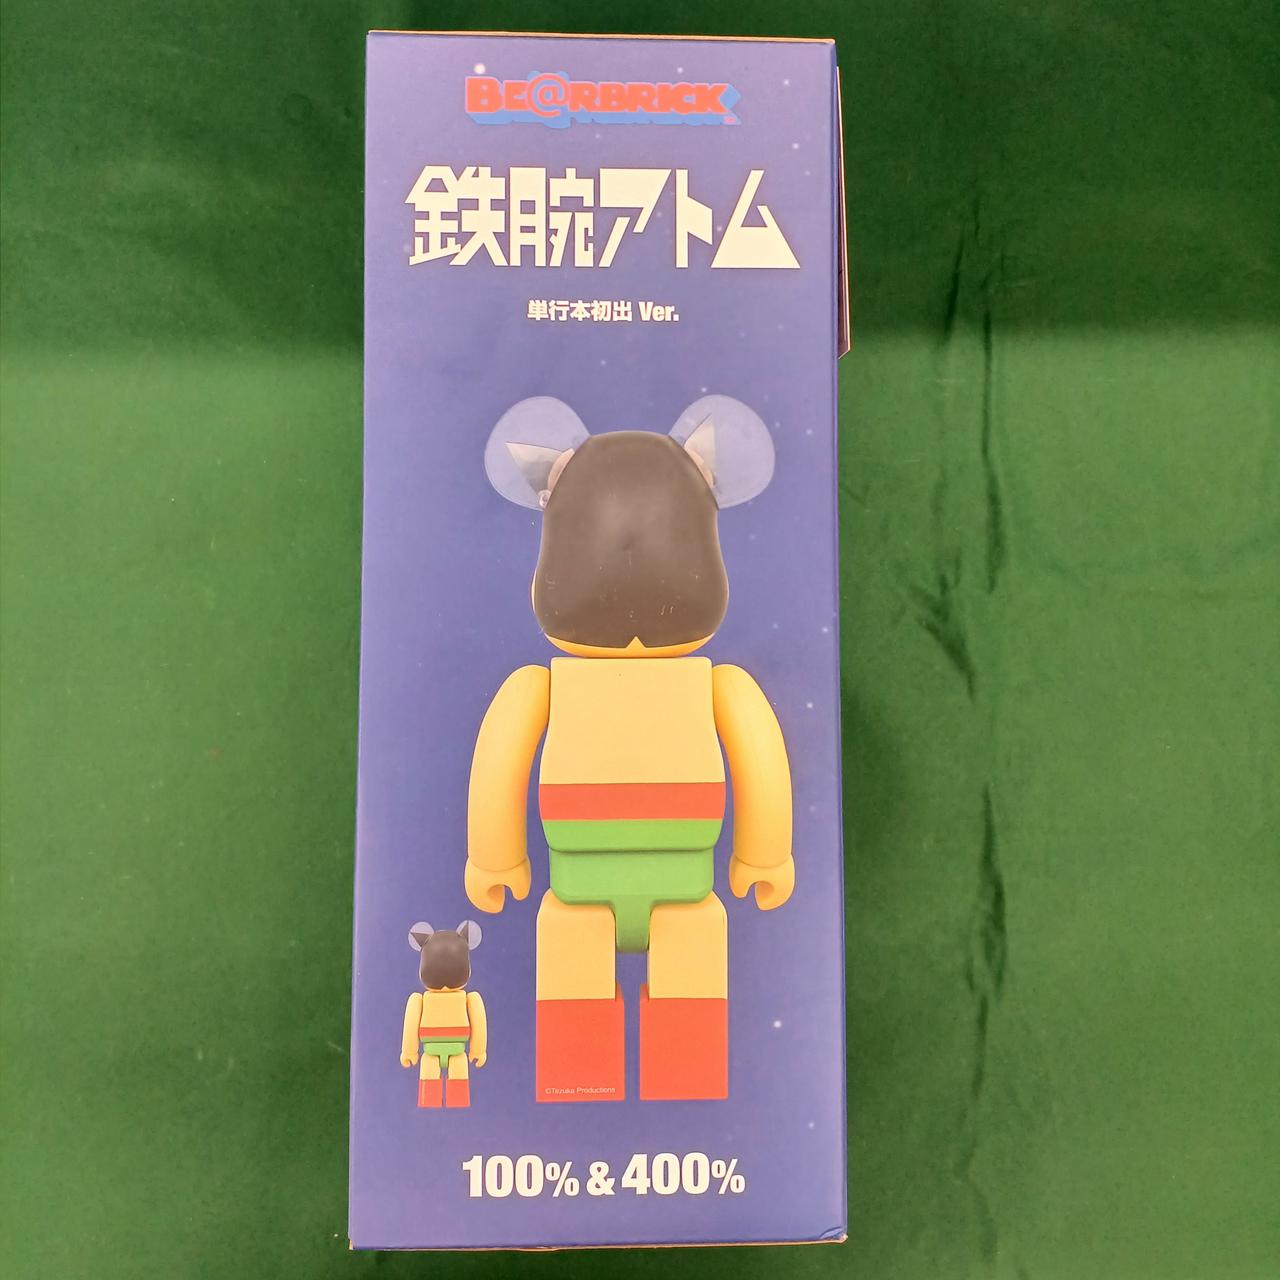 BE@RBRICK
鉄腕アトム
単行本初出 Ver.
©Tezuka Productions
100% & 400%